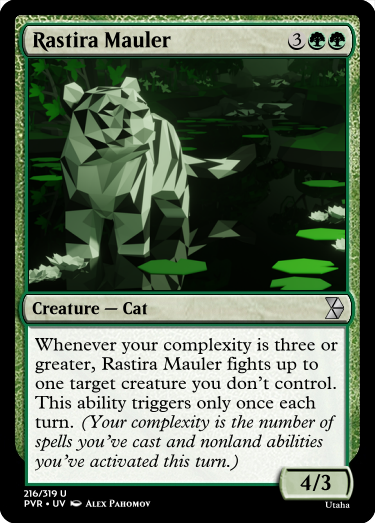 Rastira Mauler 3
Creature — Cat
Whenever your complexity is three or
greater, Rastira Mauler fights up to
one target creature you don't control.
This ability triggers only once each
turn. (Your complexity is the number of
spells you've cast and nonland abilities
you've activated this turn.)
4/3
216/319 U
PVR • UV Alex Pahomov
Utaha